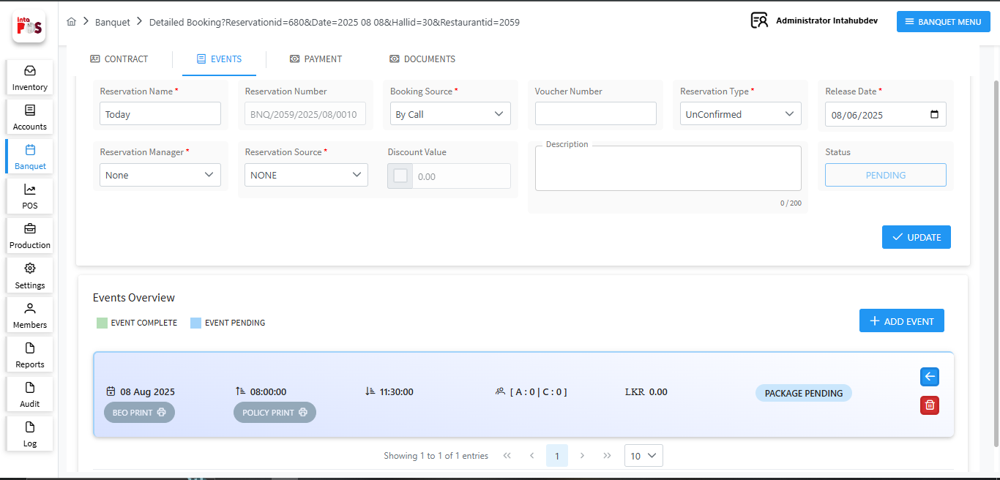 inta
POS
Banquet
Detailed Booking?Reservationid=680&Date=2025 08 08&Hallid=30&Restaurantid=2059
Administrator Intahubdev
BANQUET MENU
Inventory
Accounts
Banquet
POS
Production
Settings
Members
Reports
Audit
Log
CONTRACT
EVENTS
PAYMENT
DOCUMENTS
Reservation Name *
Reservation Number
Booking Source *
Voucher Number
Reservation Type *
Release Date *
Today
BNQ/2059/2025/08/0010
By Call
UnConfirmed
08/06/2025
Reservation Manager *
Reservation Source *
Discount Value
Description
Status
None
NONE
0.00
PENDING
0 / 200
UPDATE
Events Overview
EVENT COMPLETE
EVENT PENDING
ADD EVENT
08 Aug 2025
08:00:00
11:30:00
[ A : 0 | C : 0 ]
LKR 0.00
PACKAGE PENDING
BEO PRINT
POLICY PRINT
Showing 1 to 1 of 1 entries
1
10